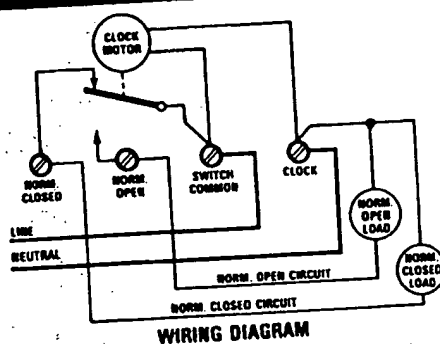 CLOCK
MOTOR
NORM.
CLOSED
NORM.
OPEN
SWITCH
COMMON
CLOCK
NORM.
OPEN
LOAD
NORM.
CLOSED
LOAD
LINE
NEUTRAL
NORM. OPEN CIRCUIT
NORM. CLOSED CIRCUIT
WIRING DIAGRAM